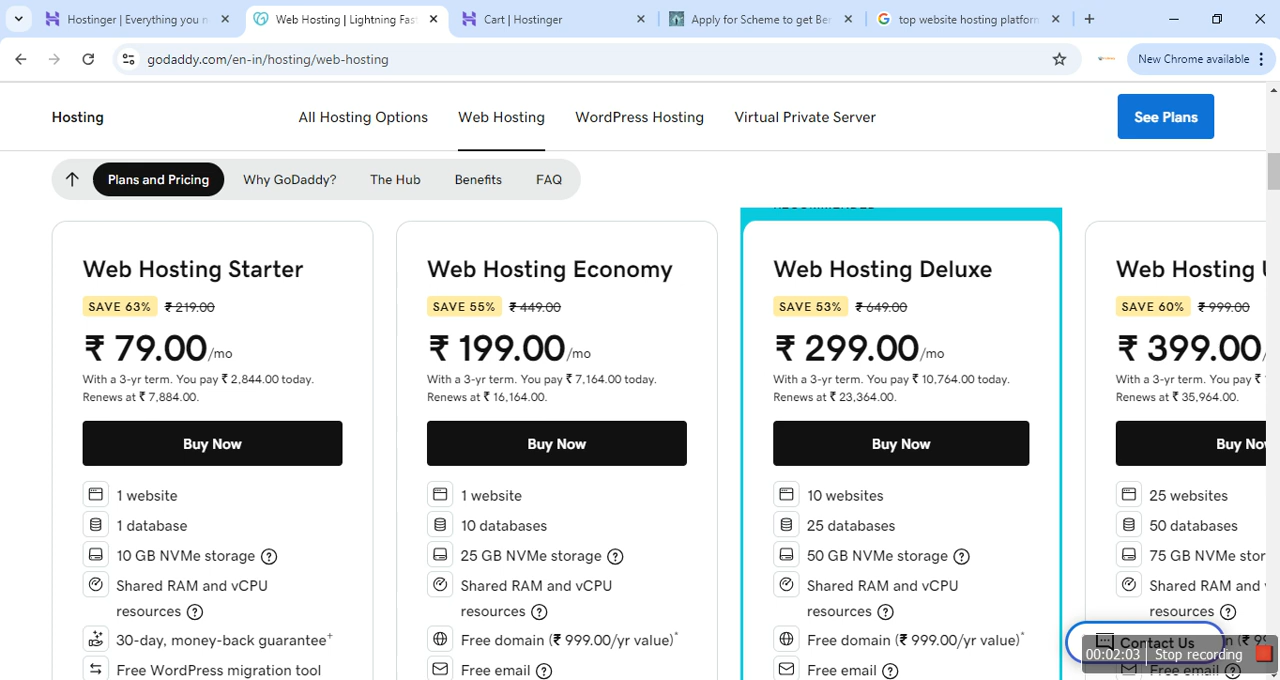 Hostinger | Everything you n
Web Hosting | Lightning Fas
Cart | Hostinger
Apply for Scheme to get Be
top website hosting platform
godaddy.com/en-in/hosting/web-hosting
New Chrome available
Hosting
All Hosting Options
Web Hosting
WordPress Hosting
Virtual Private Server
See Plans
Plans and Pricing
Why GoDaddy?
The Hub
Benefits
FAQ
Web Hosting Starter
SAVE 63% ₹ 219.00
₹ 79.00/mo
With a 3-yr term. You pay ₹ 2,844.00 today.
Renews at ₹ 7,884.00.
Buy Now
1 website
1 database
10 GB NVMe storage
Shared RAM and vCPU
resources
30-day, money-back guarantee+
Free WordPress migration tool
RECOMMENDED
Web Hosting Economy
SAVE 55% ₹ 449.00
₹ 199.00/mo
With a 3-yr term. You pay ₹ 7,164.00 today.
Renews at ₹ 16,164.00.
Buy Now
1 website
10 databases
25 GB NVMe storage
Shared RAM and vCPU
resources
Free domain (₹ 999.00/yr value)*
Free email
Web Hosting Deluxe
SAVE 53% ₹ 649.00
₹ 299.00/mo
With a 3-yr term. You pay ₹ 10,764.00 today.
Renews at ₹ 23,364.00.
Buy Now
10 websites
25 databases
50 GB NVMe storage
Shared RAM and vCPU
resources
Free domain (₹ 999.00/yr value)*
Free email
Web Hosting U
SAVE 60% ₹ 999.00
₹ 399.00/
With a 3-yr term. You pay ₹
Renews at ₹ 35,964.00.
Buy Now
25 websites
50 databases
75 GB NVMe stor
Shared RAM and v
resources
Free email
Contact Us
00:02:03 | Stop recording